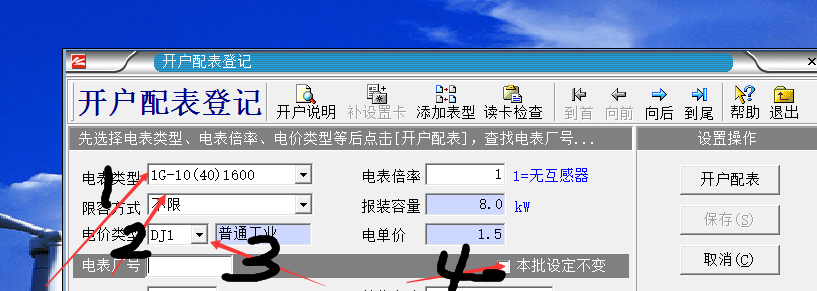 开户配表登记
开户配表登记 开户说明 补设置卡 添加表型 读卡检查 到首 向前 向后 到尾 帮助 退出
先选择电表类型、电表倍率、电价类型等后点击[开户配表]，查找电表厂号... 设置操作
1 电表类型 1G-10(40)1600 电表倍率 1 1=无互感器 开户配表
限容方式 不限 报装容量 8.0 kW 保存(S)
2 电价类型 DJ1 普通工业 电单价 1.5
电表厂号 3 4 本批设定不变 取消(C)